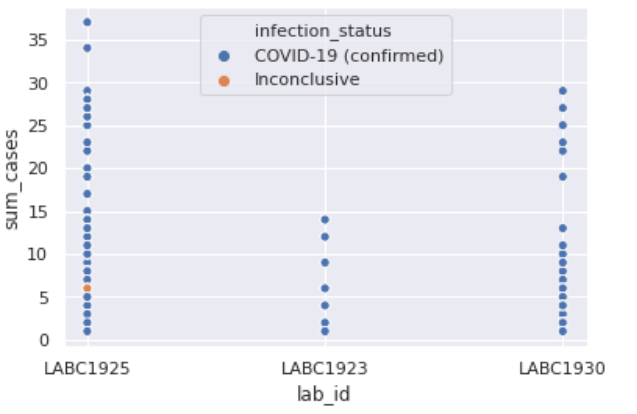 infection_status
COVID-19 (confirmed)
Inconclusive
sum_cases
35
30
25
20
15
10
5
0
LABC1925 LABC1923 LABC1930
lab_id